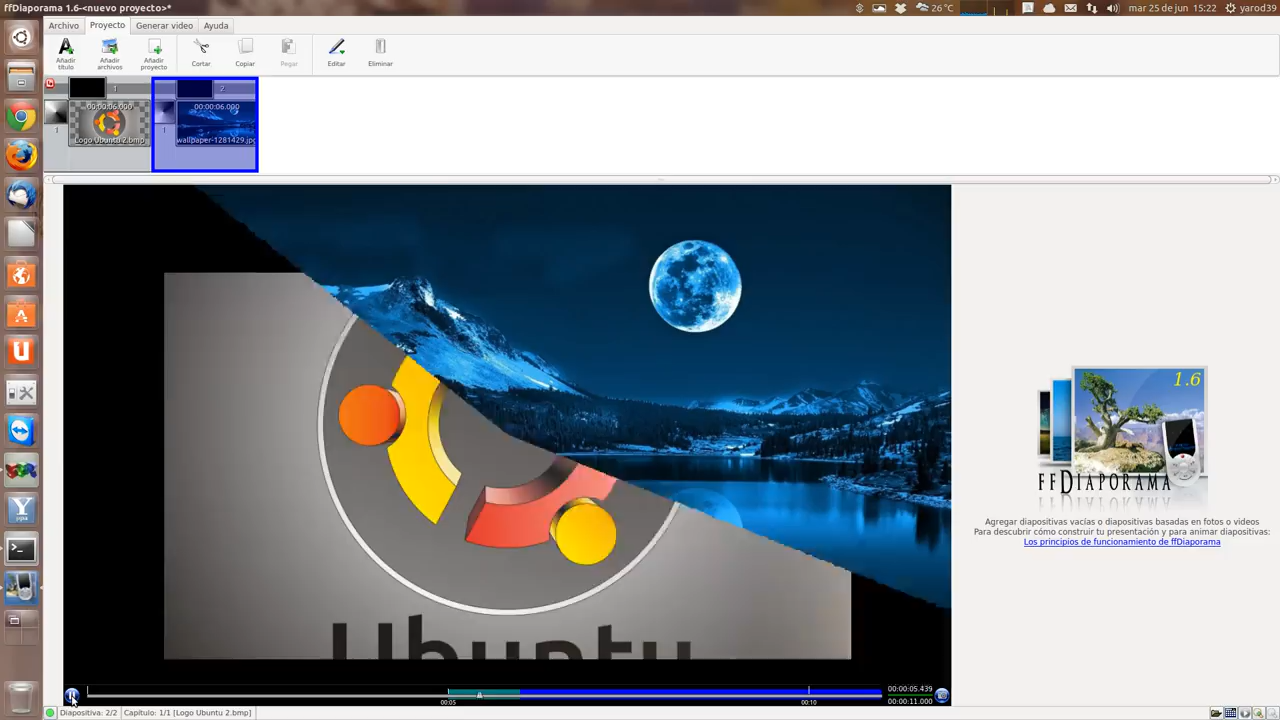 ffDiaporama 1.6-<nuevo proyecto>*
26°C
mar 25 de jun
15:22
yarod39
Archivo
Proyecto
Generar video
Ayuda
Añadir título
Añadir archivos
Añadir proyecto
Cortar
Copiar
Pegar
Editar
Eliminar
1
2
00:00:06.000
00:00:06.000
Logo Ubuntu 2.bmp
wallpaper-1281429.jpg
1
1
Ubuntu
1.6
ffDIAPORAMA
Agregar diapositivas vacías o diapositivas basadas en fotos o videos
Para descubrir cómo construir tu presentación y para animar diapositivas:
Los principios de funcionamiento de ffDiaporama
00:00:05.439
00:00:11.000
00:05
00:10
Diapositiva: 2/2
Capítulo: 1/1 [Logo Ubuntu 2.bmp]